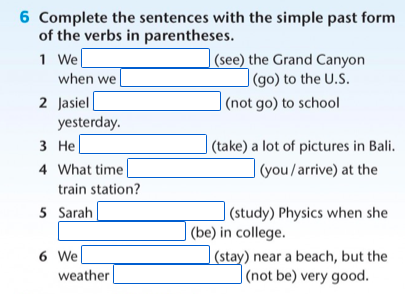 6 Complete the sentences with the simple past form
of the verbs in parentheses.
1 We (see) the Grand Canyon
when we (go) to the U.S.
2 Jasiel (not go) to school
yesterday.
3 He (take) a lot of pictures in Bali.
4 What time (you / arrive) at the
train station?
5 Sarah (study) Physics when she
(be) in college.
6 We (stay) near a beach, but the
weather (not be) very good.